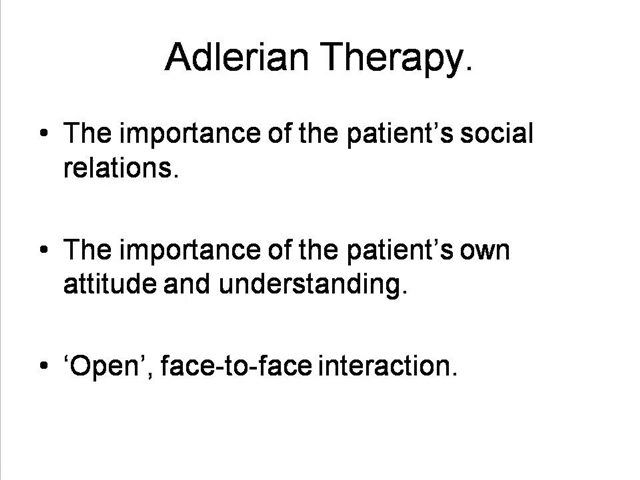 Adlerian Therapy.
• The importance of the patient’s social
relations.
• The importance of the patient’s own
attitude and understanding.
• ‘Open’, face-to-face interaction.